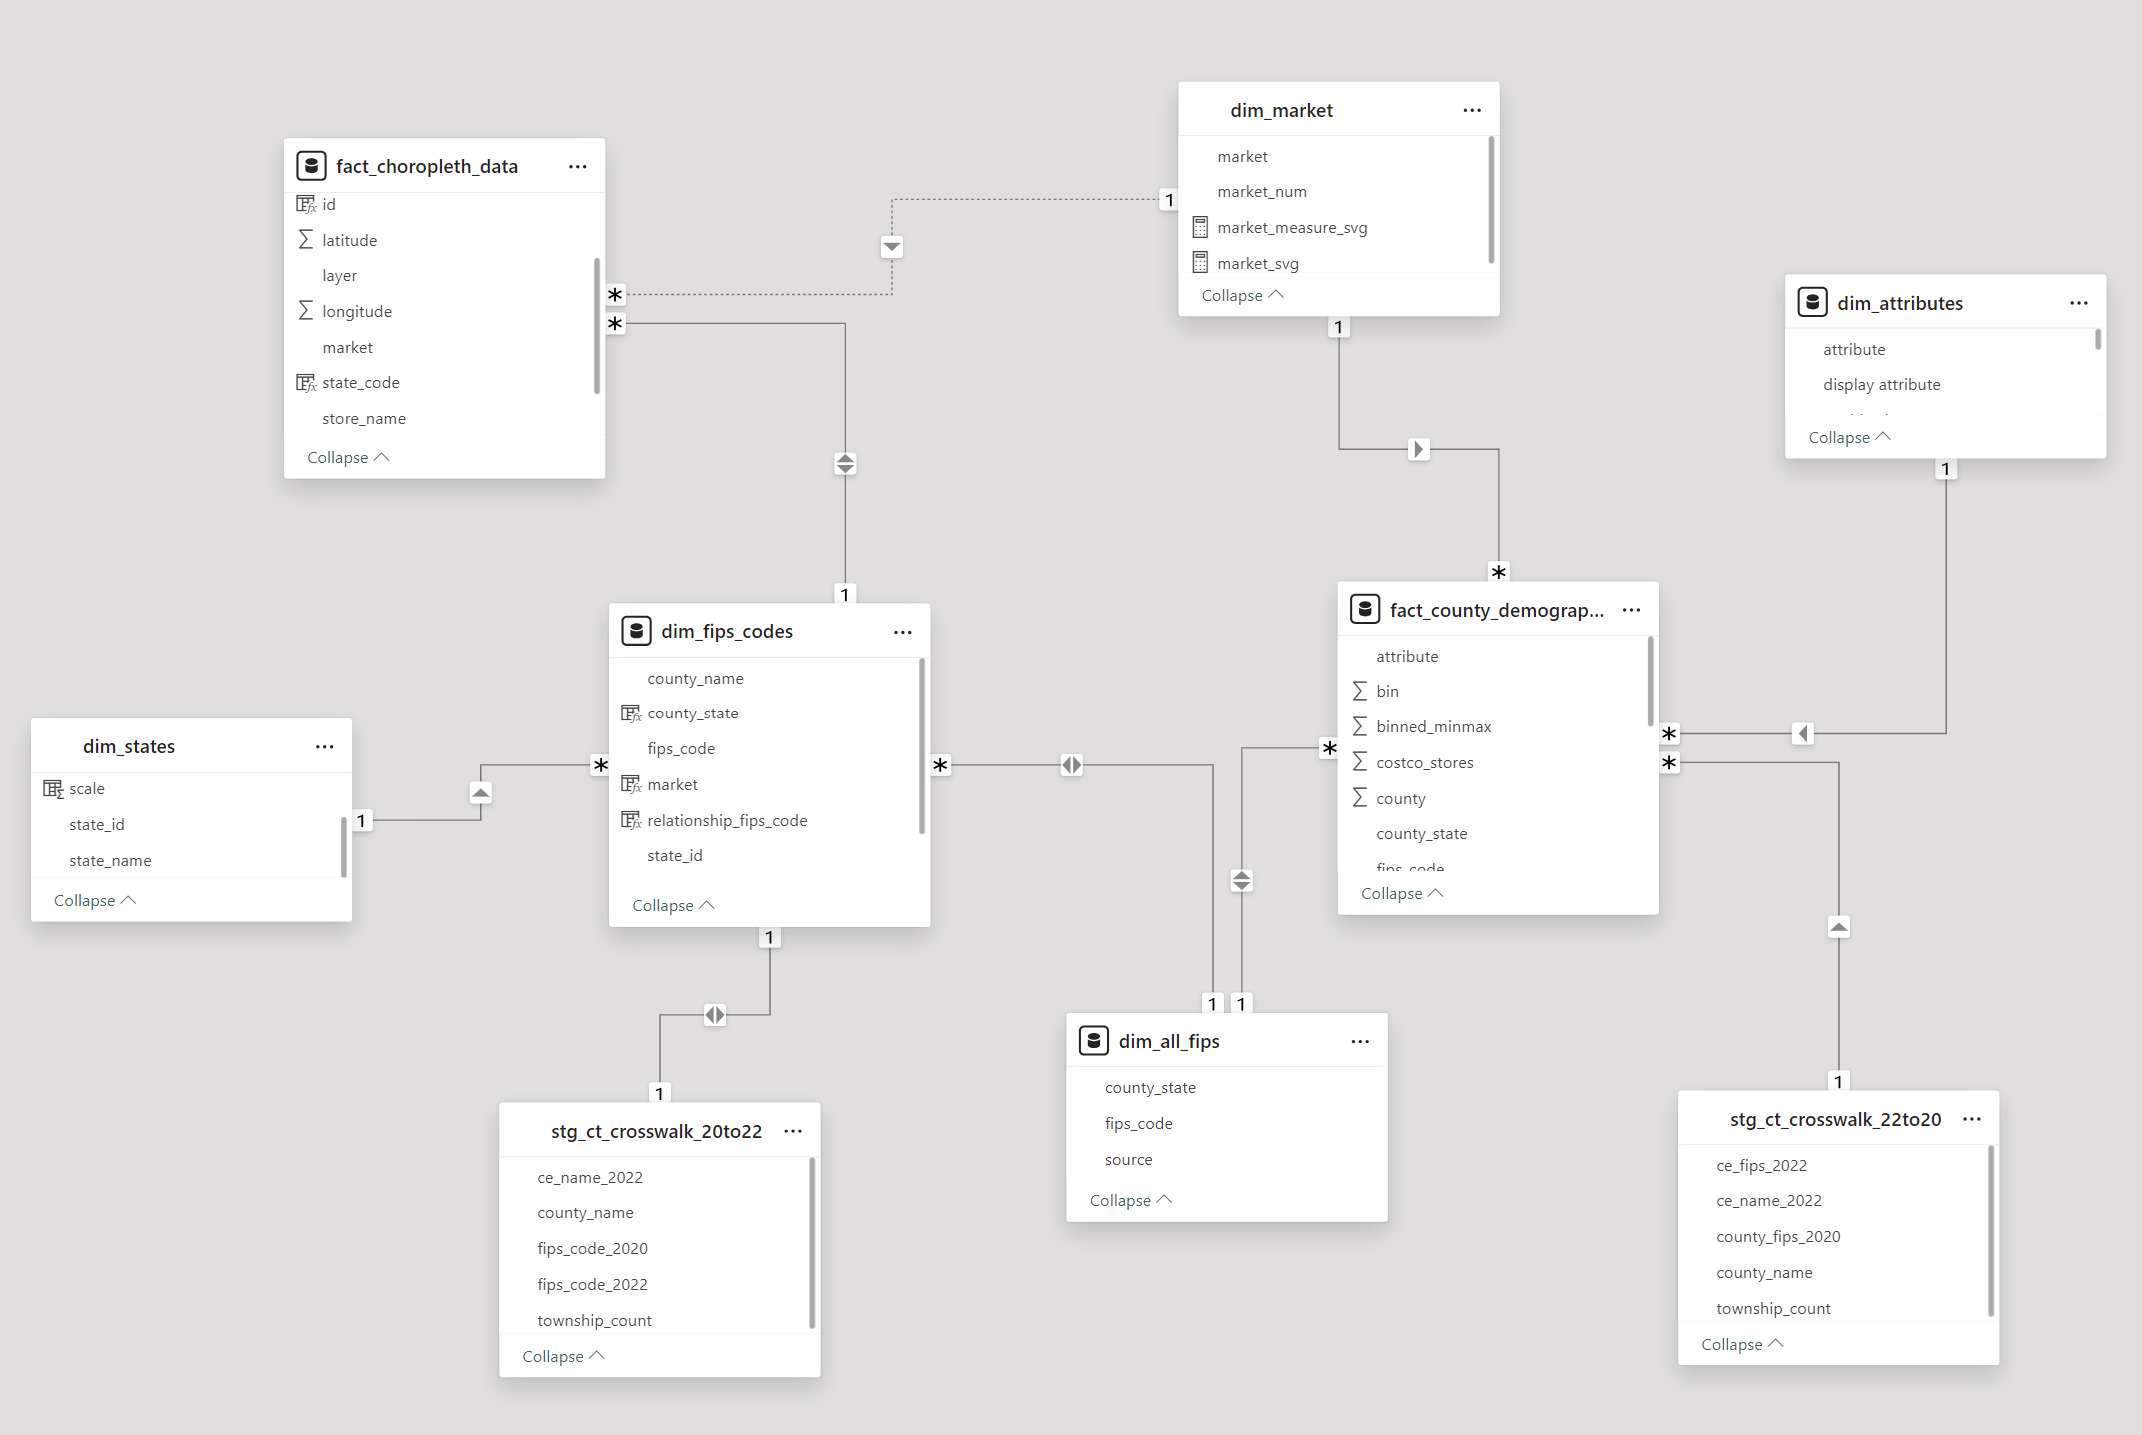 dim_market
market
market_num
market_measure_svg
market_svg
Collapse
fact_choropleth_data
id
latitude
layer
longitude
market
state_code
store_name
Collapse
dim_attributes
attribute
display attribute
Collapse
1
*
*
1
1
*
1
dim_fips_codes
county_name
county_state
fips_code
market
relationship_fips_code
state_id
Collapse
fact_county_demograp...
attribute
bin
binned_minmax
costco_stores
county
county_state
fips_code
Collapse
dim_states
scale
state_id
state_name
Collapse
*
*
*
*
*
1
1
1
1
1
1
dim_all_fips
county_state
fips_code
source
Collapse
stg_ct_crosswalk_20to22
ce_name_2022
county_name
fips_code_2020
fips_code_2022
township_count
Collapse
stg_ct_crosswalk_22to20
ce_fips_2022
ce_name_2022
county_fips_2020
county_name
township_count
Collapse